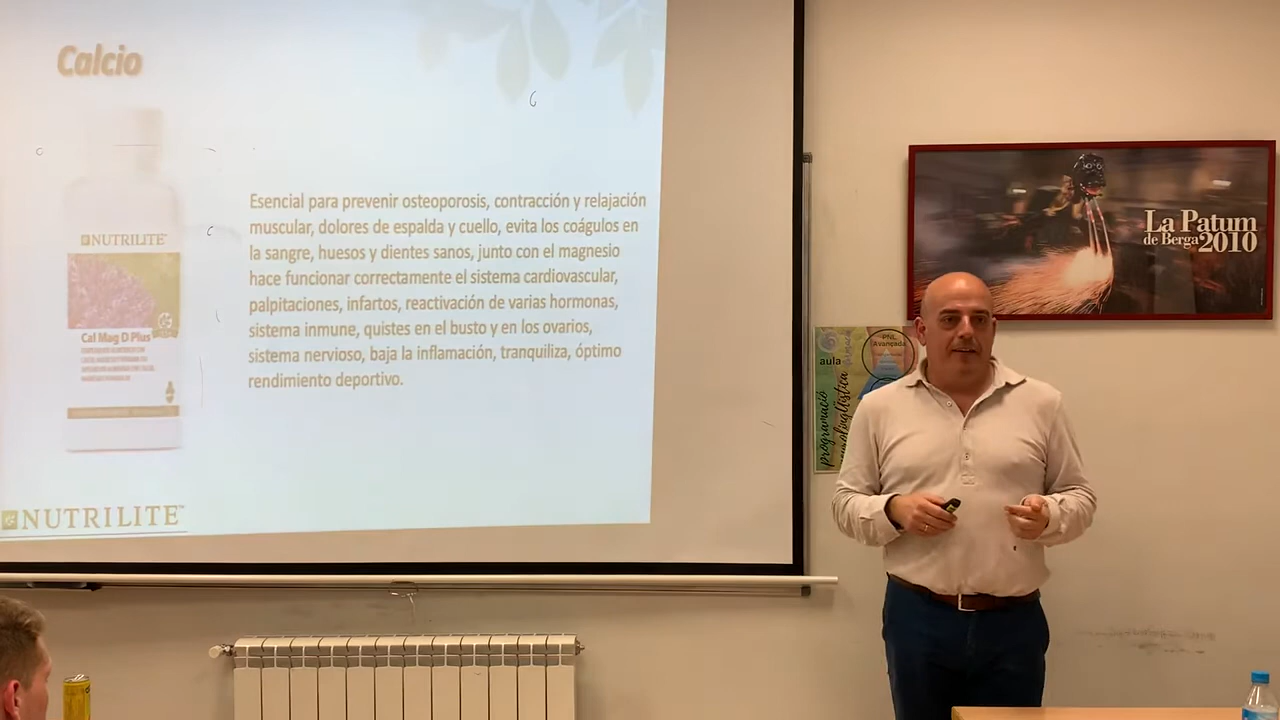 Calcio
NUTRILITE™
Cal Mag D Plus
Esencial para prevenir osteoporosis, contracción y relajación
muscular, dolores de espalda y cuello, evita los coágulos en
la sangre, huesos y dientes sanos, junto con el magnesio
hace funcionar correctamente el sistema cardiovascular,
palpitaciones, infartos, reactivación de varias hormonas,
sistema inmune, quistes en el busto y en los ovarios,
sistema nervioso, baja la inflamación, tranquiliza, óptimo
rendimiento deportivo.
NUTRILITE™
La Patum
de Berga 2010
PNL
Avançada
aula
programació
neurolingüística